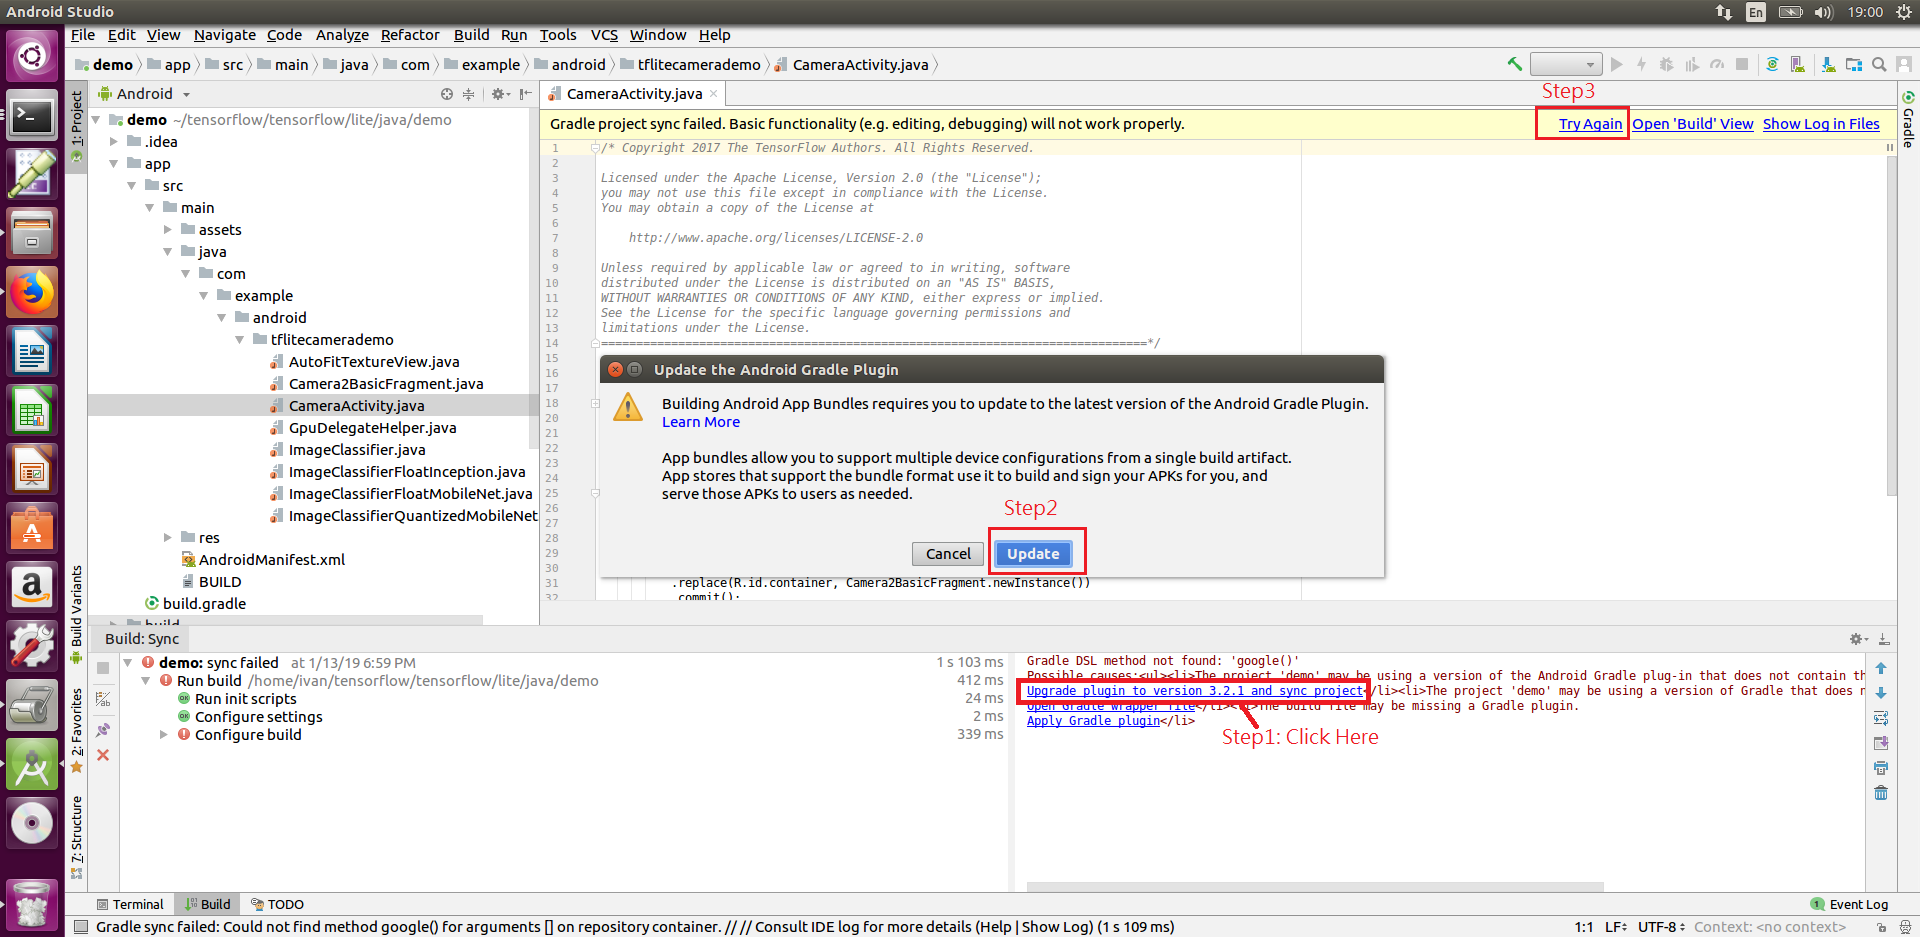 Android Studio
En
19:00
File Edit View Navigate Code Analyze Refactor Build Run Tools VCS Window Help
demo app src main java com example android tflitecamerademo CameraActivity.java
1: Project
Build Variants
2: Favorites
7: Structure
Android
demo ~/tensorflow/tensorflow/lite/java/demo
.idea
app
src
main
assets
java
com
example
android
tflitecamerademo
AutoFitTextureView.java
Camera2BasicFragment.java
CameraActivity.java
GpuDelegateHelper.java
ImageClassifier.java
ImageClassifierFloatInception.java
ImageClassifierFloatMobileNet.java
ImageClassifierQuantizedMobileNet
res
AndroidManifest.xml
BUILD
build.gradle
build
CameraActivity.java
Step3
Gradle project sync failed. Basic functionality (e.g. editing, debugging) will not work properly.
Try Again Open 'Build' View Show Log in Files
Gradle
1 /* Copyright 2017 The TensorFlow Authors. All Rights Reserved.
2
3 Licensed under the Apache License, Version 2.0 (the "License");
4 you may not use this file except in compliance with the License.
5 You may obtain a copy of the License at
6
7 http://www.apache.org/licenses/LICENSE-2.0
8
9 Unless required by applicable law or agreed to in writing, software
10 distributed under the License is distributed on an "AS IS" BASIS,
11 WITHOUT WARRANTIES OR CONDITIONS OF ANY KIND, either express or implied.
12 See the License for the specific language governing permissions and
13 limitations under the License.
14 ==============================================================================*/
15
16
17
18
20
21
22
23
24
25
26
27
28
29
30
31 .replace(R.id.container, Camera2BasicFragment.newInstance())
32 commit();
Update the Android Gradle Plugin
Building Android App Bundles requires you to update to the latest version of the Android Gradle Plugin.
Learn More
App bundles allow you to support multiple device configurations from a single build artifact.
App stores that support the bundle format use it to build and sign your APKs for you, and
serve those APKs to users as needed.
Step2
Cancel Update
Build: Sync
demo: sync failed at 1/13/19 6:59 PM 1 s 103 ms
Run build /home/ivan/tensorflow/tensorflow/lite/java/demo 412 ms
Run init scripts 24 ms
Configure settings 2 ms
Configure build 339 ms
Gradle DSL method not found: 'google()'
Possible causes:<ul><li>The project 'demo' may be using a version of the Android Gradle plug-in that does not contain th
Upgrade plugin to version 3.2.1 and sync project</li><li>The project 'demo' may be using a version of Gradle that does n
Open Gradle wrapper file</li><li>The build file may be missing a Gradle plugin.
Apply Gradle plugin</li>
Step1: Click Here
Terminal Build TODO
1 Event Log
Gradle sync failed: Could not find method google() for arguments [] on repository container. // // Consult IDE log for more details (Help | Show Log) (1 s 109 ms)
1:1 LF UTF-8 Context: <no context>